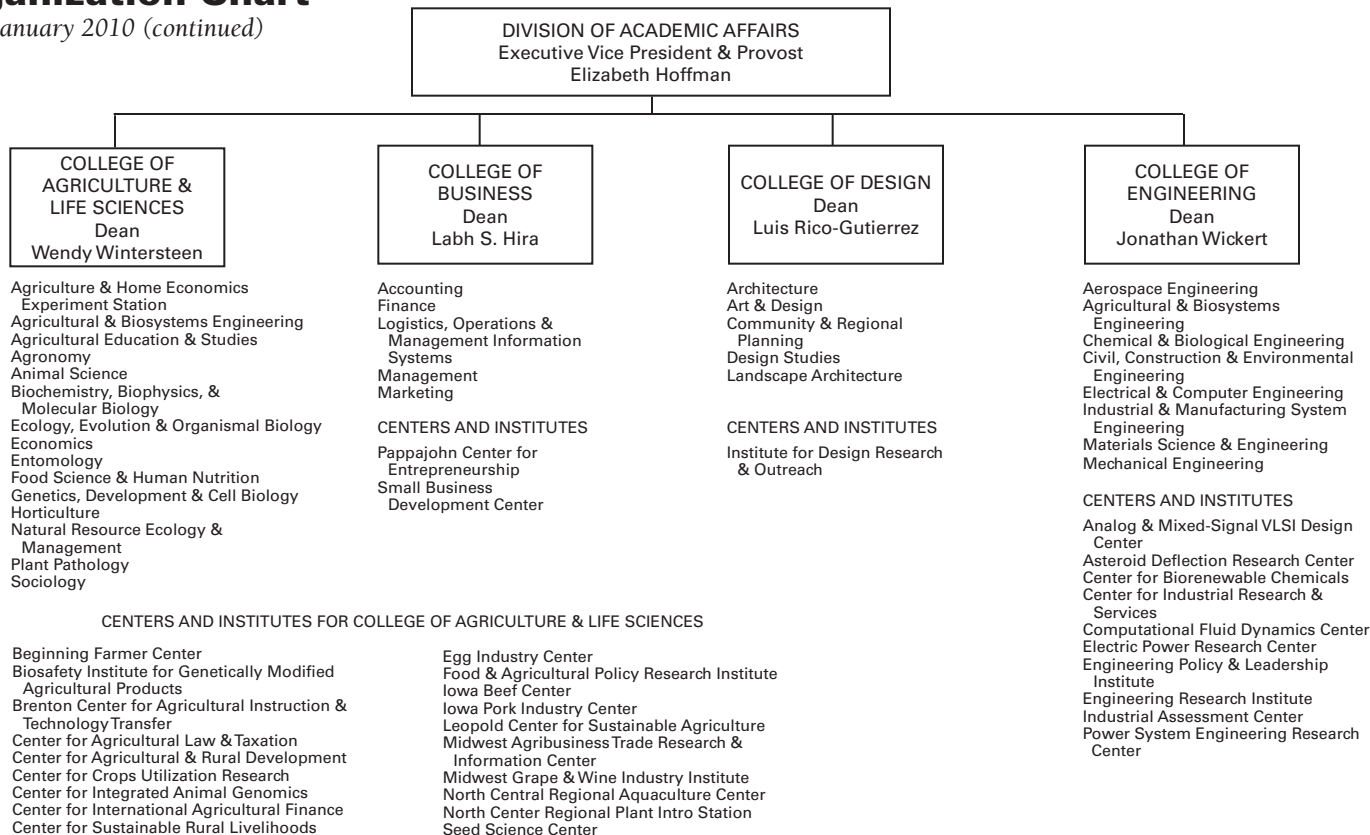 anization Chart
anuary 2010 (continued)
DIVISION OF ACADEMIC AFFAIRS
Executive Vice President & Provost
Elizabeth Hoffman
COLLEGE OF
AGRICULTURE &
LIFE SCIENCES
Dean
Wendy Wintersteen
COLLEGE OF
BUSINESS
Dean
Labh S. Hira
COLLEGE OF DESIGN
Dean
Luis Rico-Gutierrez
COLLEGE OF
ENGINEERING
Dean
Jonathan Wickert
Agriculture & Home Economics
Experiment Station
Agricultural & Biosystems Engineering
Agricultural Education & Studies
Agronomy
Animal Science
Biochemistry, Biophysics, &
Molecular Biology
Ecology, Evolution & Organismal Biology
Economics
Entomology
Food Science & Human Nutrition
Genetics, Development & Cell Biology
Horticulture
Natural Resource Ecology &
Management
Plant Pathology
Sociology
Accounting
Finance
Logistics, Operations &
Management Information
Systems
Management
Marketing
CENTERS AND INSTITUTES
Pappajohn Center for
Entrepreneurship
Small Business
Development Center
Architecture
Art & Design
Community & Regional
Planning
Design Studies
Landscape Architecture
CENTERS AND INSTITUTES
Institute for Design Research
& Outreach
Aerospace Engineering
Agricultural & Biosystems
Engineering
Chemical & Biological Engineering
Civil, Construction & Environmental
Engineering
Electrical & Computer Engineering
Industrial & Manufacturing System
Engineering
Materials Science & Engineering
Mechanical Engineering
CENTERS AND INSTITUTES
Analog & Mixed-Signal VLSI Design
Center
Asteroid Deflection Research Center
Center for Biorenewable Chemicals
Center for Industrial Research &
Services
Computational Fluid Dynamics Center
Electric Power Research Center
Engineering Policy & Leadership
Institute
Engineering Research Institute
Industrial Assessment Center
Power System Engineering Research
Center
CENTERS AND INSTITUTES FOR COLLEGE OF AGRICULTURE & LIFE SCIENCES
Beginning Farmer Center
Biosafety Institute for Genetically Modified
Agricultural Products
Brenton Center for Agricultural Instruction &
Technology Transfer
Center for Agricultural Law & Taxation
Center for Agricultural & Rural Development
Center for Crops Utilization Research
Center for Integrated Animal Genomics
Center for International Agricultural Finance
Center for Sustainable Rural Livelihoods
Egg Industry Center
Food & Agricultural Policy Research Institute
Iowa Beef Center
Iowa Pork Industry Center
Leopold Center for Sustainable Agriculture
Midwest Agribusiness Trade Research &
Information Center
Midwest Grape & Wine Industry Institute
North Central Regional Aquaculture Center
North Center Regional Plant Intro Station
Seed Science Center